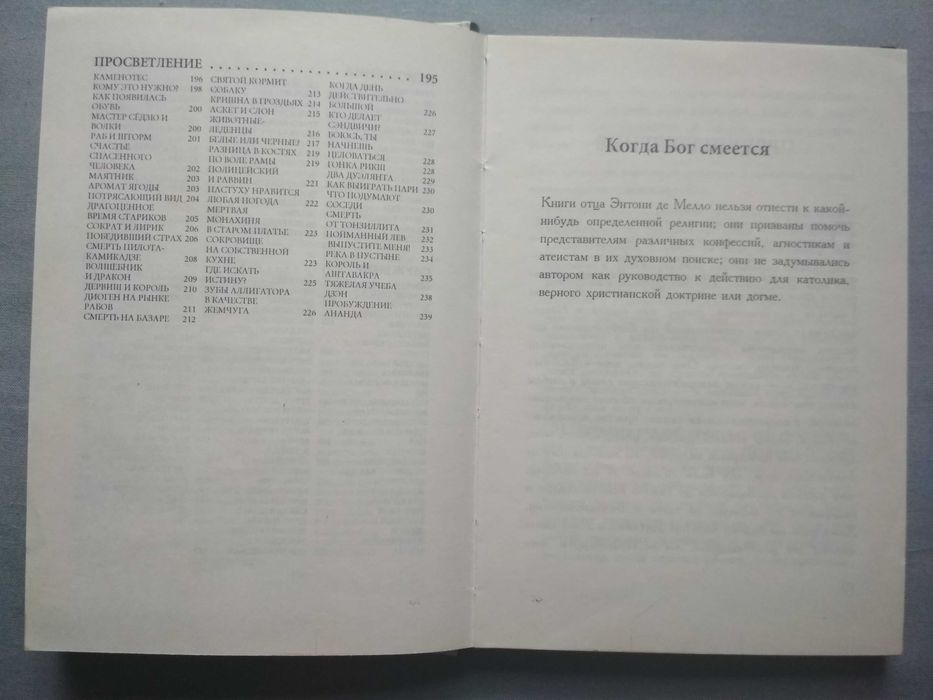 ПРОСВЕТЛЕНИЕ . . . . . . . . . . . . . . . . . . . . . . 195
КАМЕНОТЕС 196
КОМУ ЭТО НУЖНО? 198
КАК ПОЯВИЛАСЬ
ОБУВЬ 200
МАСТЕР СЁДЗЮ И
ВОЛКИ 200
РАБ И ШТОРМ 201
СЧАСТЬЕ
СПАСЕННОГО
ЧЕЛОВЕКА 202
МАЯТНИК 203
АРОМАТ ЯГОДЫ 203
ПОТРЯСАЮЩИЙ ВИД 204
ДРАГОЦЕННОЕ
ВРЕМЯ СТАРИКОВ 205
СОКРАТ И ЛИРИК 206
ПОБЕДИВШИЙ СТРАХ 206
СМЕРТЬ ПИЛОТА-
КАМИКАДЗЕ 208
ВОЛШЕБНИК
И ДРАКОН 209
ДЕРВИШ И КОРОЛЬ 210
ДИОГЕН НА РЫНКЕ
РАБОВ 211
СМЕРТЬ НА БАЗАРЕ 212
СВЯТОЙ КОРМИТ
СОБАКУ 213
КРИШНА В ГРОЗДЬЯХ 214
АСКЕТ И СЛОН 215
ЖИВОТНЫЕ-
ЛЕДЕНЦЫ 216
БЕЛЫЕ ИЛИ ЧЕРНЫЕ? 217
РАЗНИЦА В КОСТЯХ 219
ПО ВОЛЕ РАМЫ 219
ПОЛИЦЕЙСКИЙ
И РАВВИН 221
ПАСТУХУ НРАВИТСЯ
ЛЮБАЯ ПОГОДА 222
МЕРТВАЯ
МОНАХИНЯ
В СТАРОМ ПЛАТЬЕ 223
СОКРОВИЩЕ
НА СОБСТВЕННОЙ
КУХНЕ 223
ГДЕ ИСКАТЬ
ИСТИНУ? 225
ЗУБЫ АЛЛИГАТОРА
В КАЧЕСТВЕ
ЖЕМЧУГА 226
КОГДА ДЕНЬ
ДЕЙСТВИТЕЛЬНО
БОЛЬШОЙ 226
КТО ДЕЛАЕТ
СЭНДВИЧИ? 227
БОЮСЬ, ТЫ
НАЧНЕШЬ
ЦЕЛОВАТЬСЯ 228
ГОНКА РИКШ 228
ДВА ДУЭЛЯНТА 229
КАК ВЫИГРАТЬ ПАРИ 230
ЧТО ПОДУМАЮТ
СОСЕДИ 230
СМЕРТЬ
ОТ ТОНЗИЛЛИТА 231
ПОЙМАННЫЙ ЛЕВ 232
ВЫПУСТИТЕ МЕНЯ! 233
РЕКА В ПУСТЫНЕ 234
КОРОЛЬ И
АШТАВАКРА 235
ТЯЖЕЛАЯ УЧЕБА
ДЗЭН 238
ПРОБУЖДЕНИЕ
АНАНДА 239
Когда Бог смеется
Книги отца Энтони де Мелло нельзя отнести к какой-
нибудь определенной религии; они призваны помочь
представителям различных конфессий, агностикам и
атеистам в их духовном поиске; они не задумывались
автором как руководство к действию для католика,
верного христианской доктрине или догме.